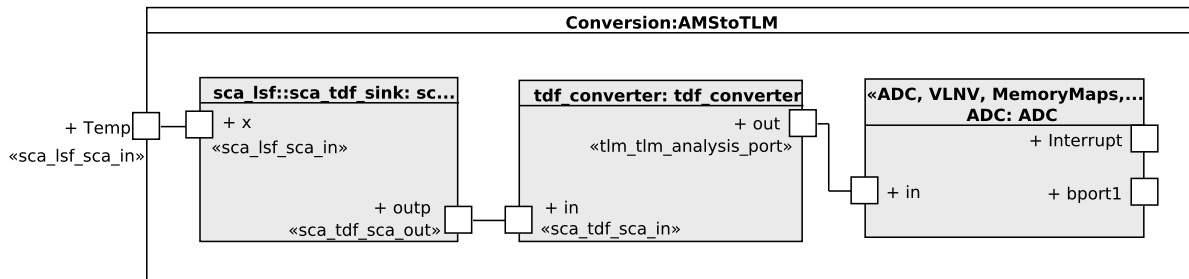 Conversion:AMStoTLM
sca_lsf::sca_tdf_sink: sc...
tdf_converter: tdf_converter
«ADC, VLNV, MemoryMaps,...
ADC: ADC
+ Temp
«sca_lsf_sca_in»
+ x
«sca_lsf_sca_in»
+ outp
«sca_tdf_sca_out»
+ out
«tlm_tlm_analysis_port»
+ in
«sca_tdf_sca_in»
+ Interrupt
+ in
+ bport1